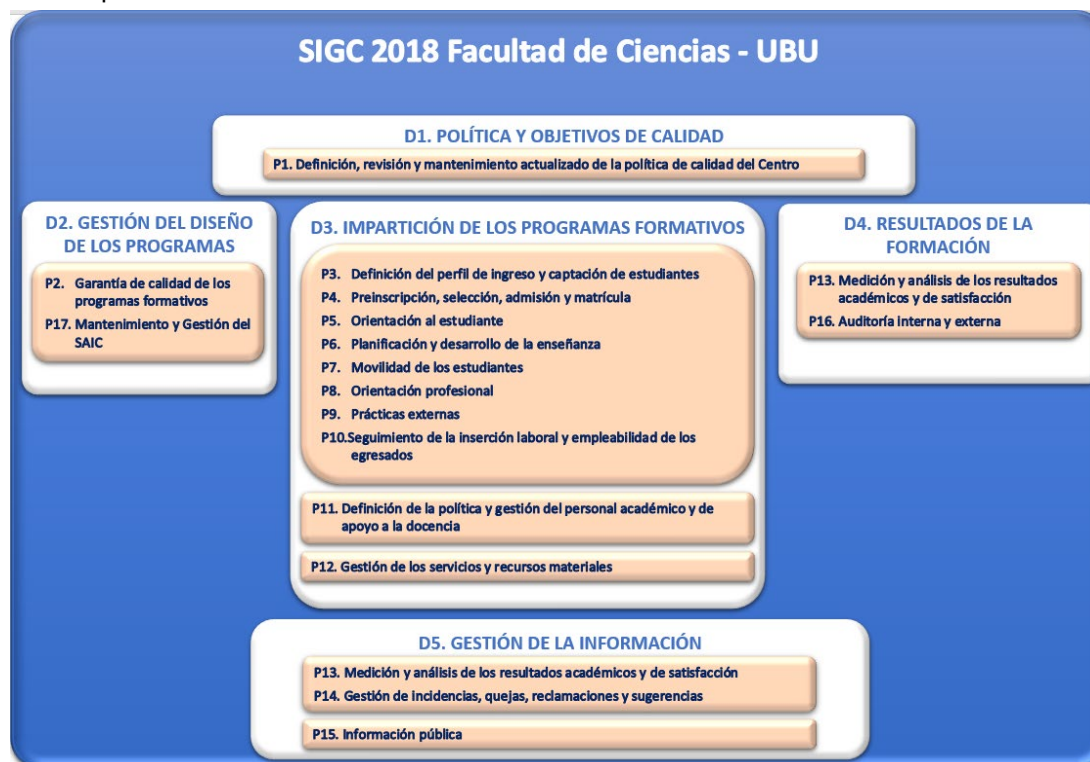 SIGC 2018 Facultad de Ciencias - UBU
D1. POLÍTICA Y OBJETIVOS DE CALIDAD
P1. Definición, revisión y mantenimiento actualizado de la política de calidad del Centro
D2. GESTIÓN DEL DISEÑO
DE LOS PROGRAMAS
P2. Garantía de calidad de los
programas formativos
P17. Mantenimiento y Gestión del
SAIC
D3. IMPARTICIÓN DE LOS PROGRAMAS FORMATIVOS
P3. Definición del perfil de ingreso y captación de estudiantes
P4. Preinscripción, selección, admisión y matrícula
P5. Orientación al estudiante
P6. Planificación y desarrollo de la enseñanza
P7. Movilidad de los estudiantes
P8. Orientación profesional
P9. Prácticas externas
P10.Seguimiento de la inserción laboral y empleabilidad de los
egresados
P11. Definición de la política y gestión del personal académico y de
apoyo a la docencia
P12. Gestión de los servicios y recursos materiales
D4. RESULTADOS DE LA
FORMACIÓN
P13. Medición y análisis de los resultados
académicos y de satisfacción
P16. Auditoría interna y externa
D5. GESTIÓN DE LA INFORMACIÓN
P13. Medición y análisis de los resultados académicos y de satisfacción
P14. Gestión de incidencias, quejas, reclamaciones y sugerencias
P15. Información pública